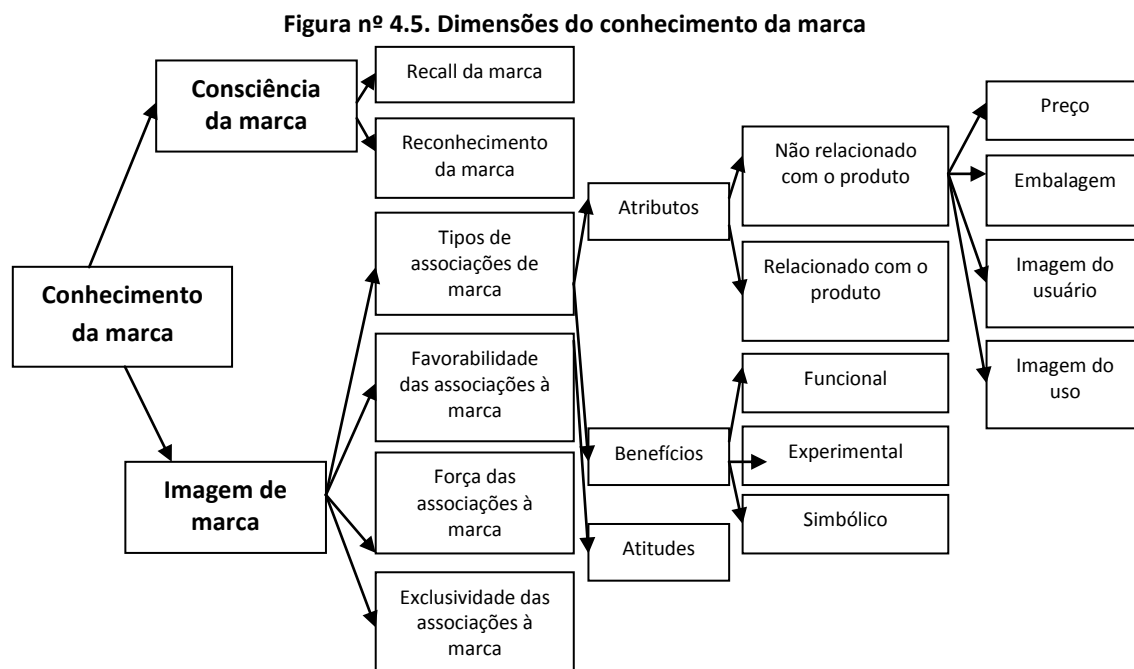 Figura nº 4.5. Dimensões do conhecimento da marca
Consciência
da marca
Recall da marca
Reconhecimento
da marca
Conhecimento
da marca
Imagem de
marca
Tipos de
associações de
marca
Favorabilidade
das associações à
marca
Força das
associações à
marca
Exclusividade das
associações à
marca
Atributos
Benefícios
Atitudes
Não relacionado
com o produto
Relacionado com o
produto
Funcional
Experimental
Simbólico
Preço
Embalagem
Imagem do
usuário
Imagem do
uso